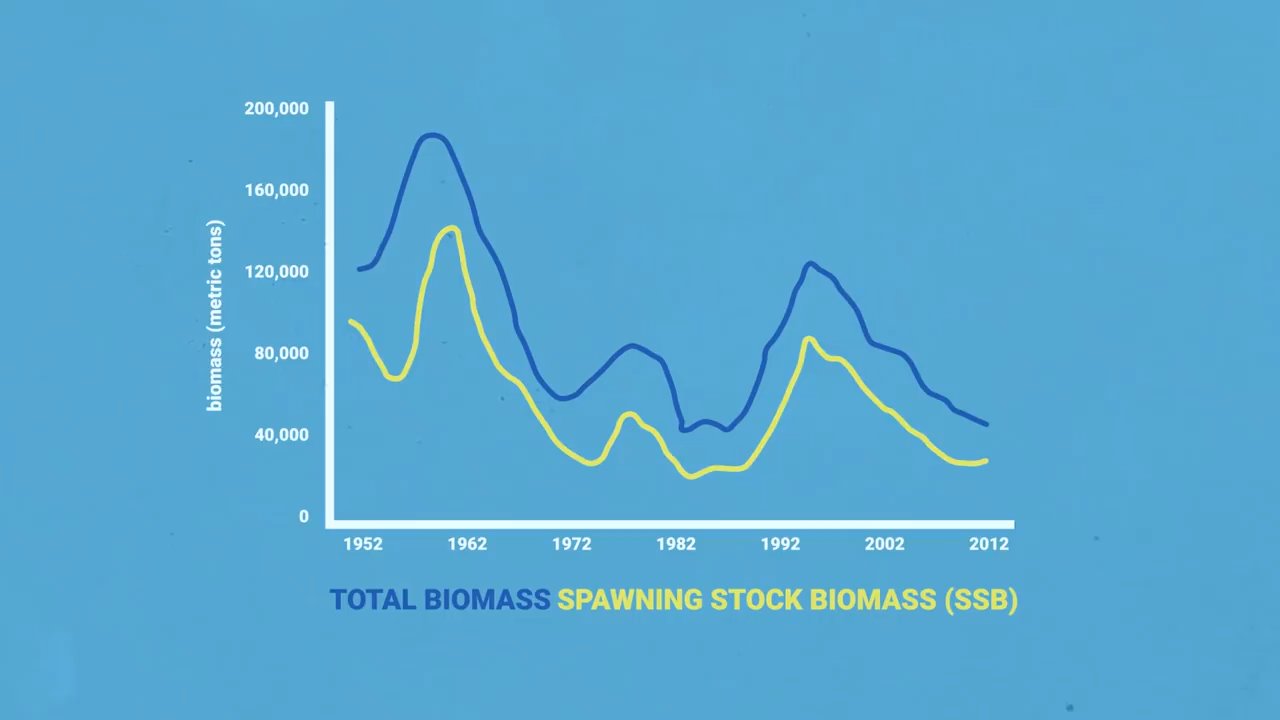 200,000
160,000
120,000
80,000
40,000
0
biomass (metric tons)
1952 1962 1972 1982 1992 2002 2012
TOTAL BIOMASS SPAWNING STOCK BIOMASS (SSB)